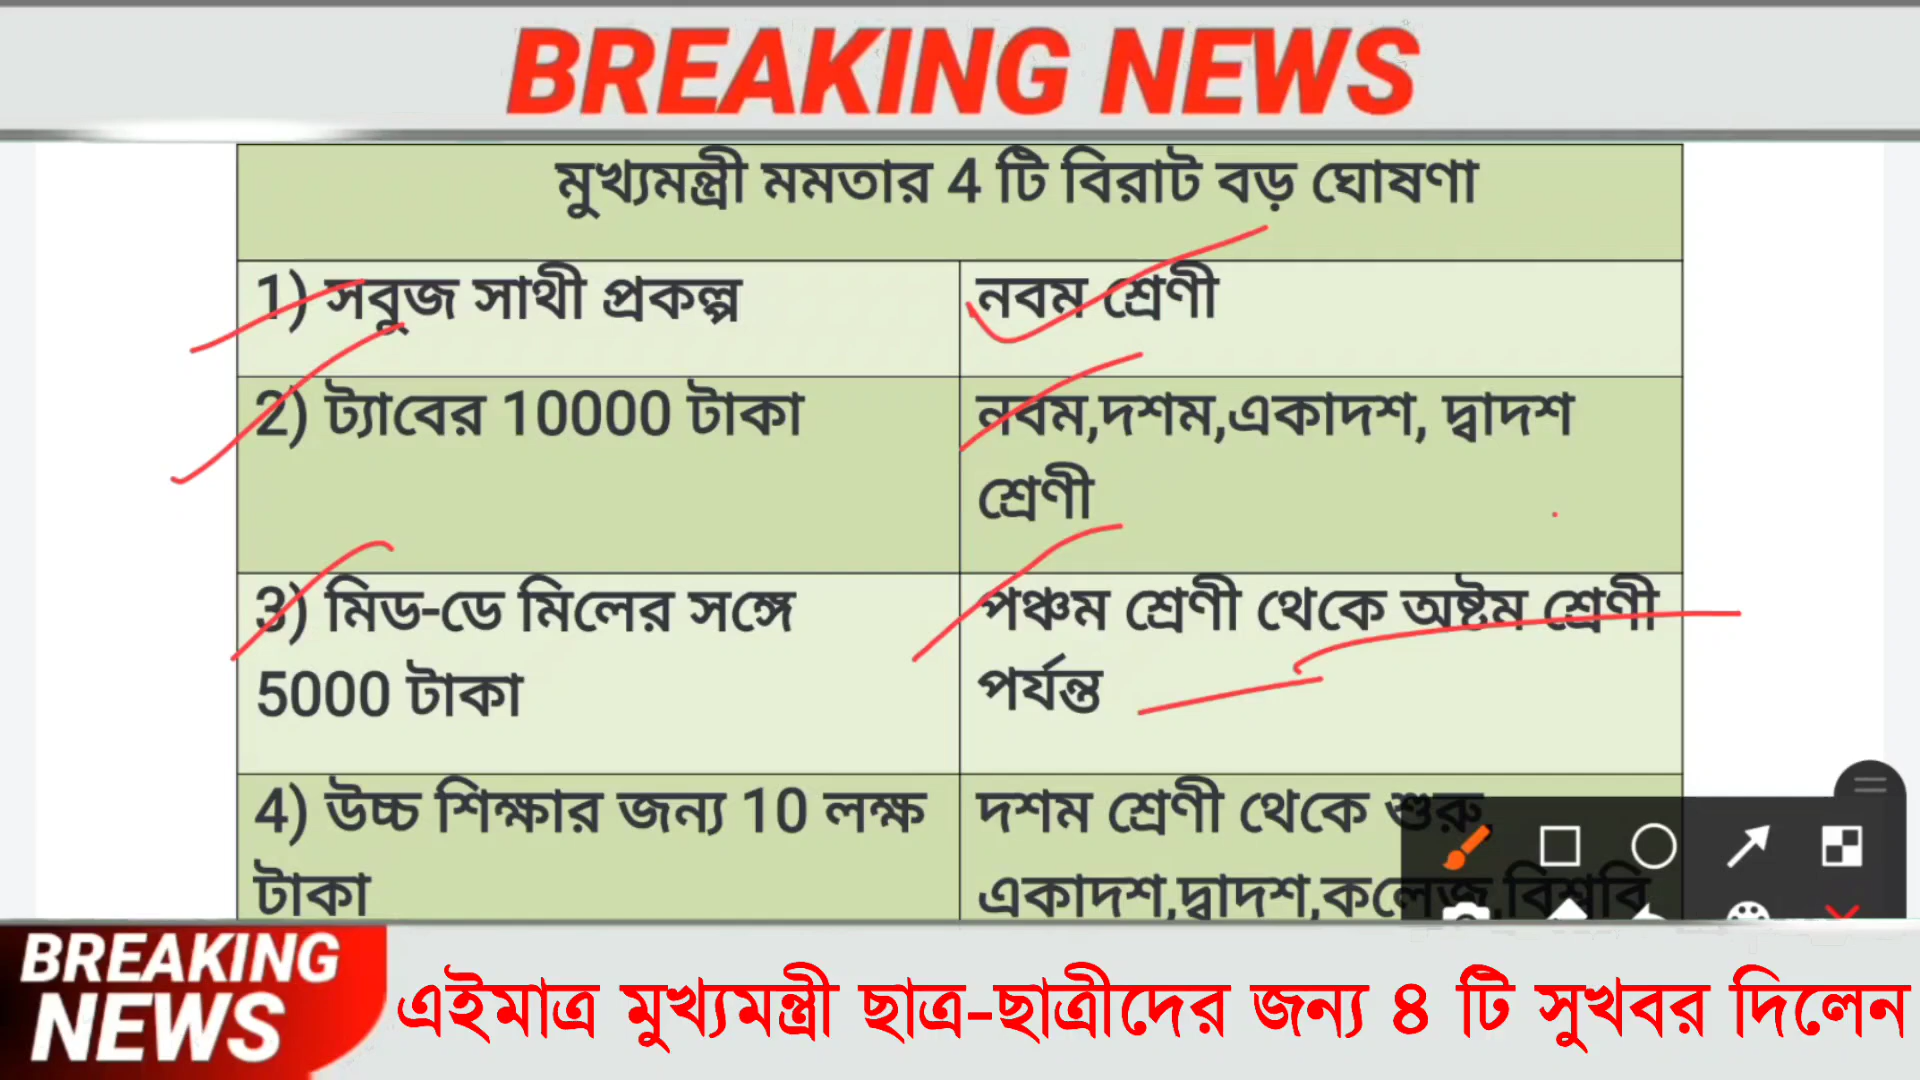 BREAKING NEWS
মুখ্যমন্ত্রী মমতার 4 টি বিরাট বড় ঘোষণা
1) সবুজ সাথী প্রকল্প
নবম শ্রেণী
2) ট্যাবের 10000 টাকা
নবম,দশম,একাদশ, দ্বাদশ
শ্রেণী
3) মিড-ডে মিলের সঙ্গে
5000 টাকা
পঞ্চম শ্রেণী থেকে অষ্টম শ্রেণী
পর্যন্ত
4) উচ্চ শিক্ষার জন্য 10 লক্ষ
টাকা
দশম শ্রেণী থেকে শুরু,
একাদশ,দ্বাদশ,কলেজ,বিশ্ববি
BREAKING
NEWS
এইমাত্র মুখ্যমন্ত্রী ছাত্র-ছাত্রীদের জন্য ৪ টি সুখবর দিলেন